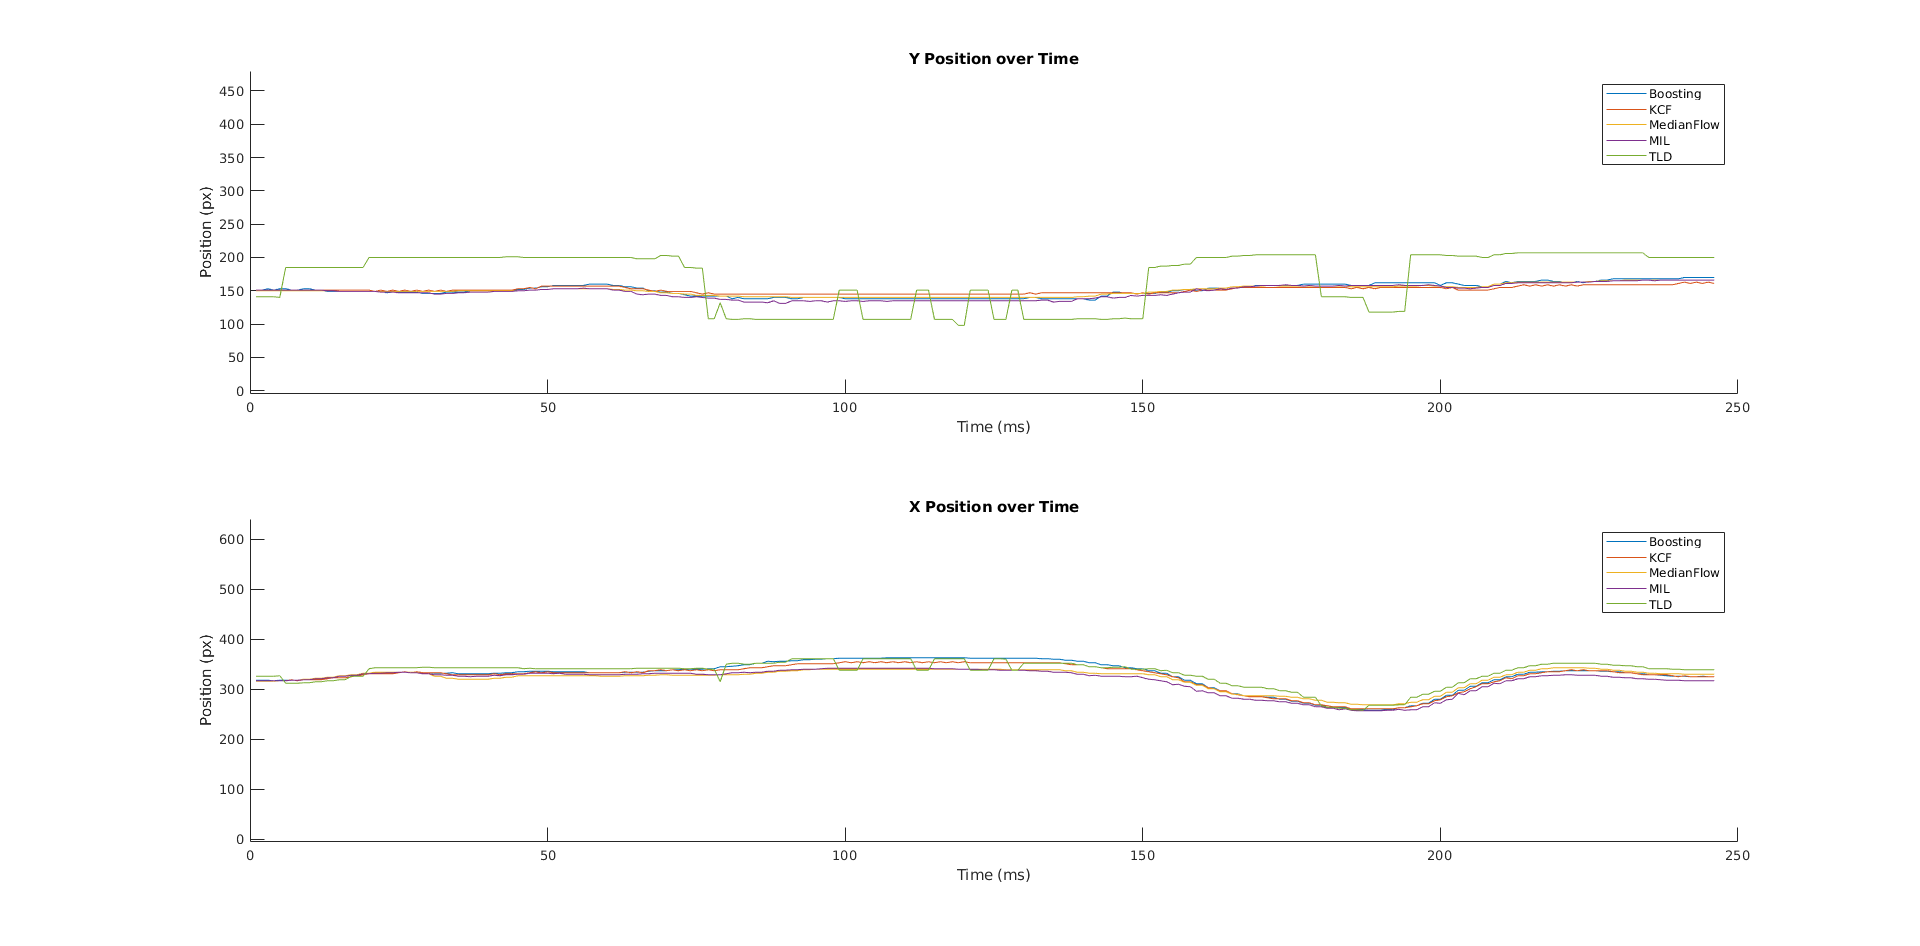 Y Position over Time
450
400
350
300
250
200
150
100
50
0
Position (px)
0 50 100 150 200 250
Time (ms)
Boosting
KCF
MedianFlow
MIL
TLD
X Position over Time
600
500
400
300
200
100
0
Position (px)
0 50 100 150 200 250
Time (ms)
Boosting
KCF
MedianFlow
MIL
TLD